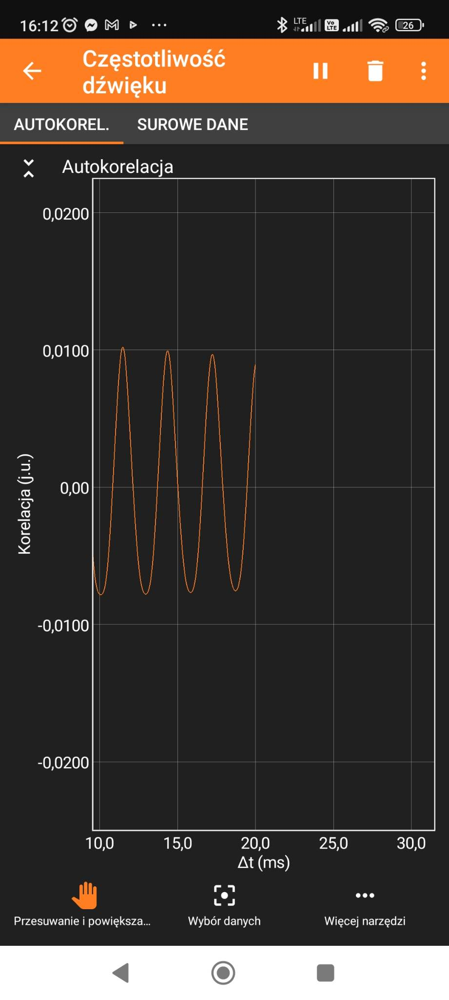 16:12
LTE
Vo
LTE
26
Częstotliwość
dźwięku
AUTOKOREL.
SUROWE DANE
Autokorelacja
0,0200
0,0100
0,00
-0,0100
-0,0200
Korelacja (j.u.)
10,0
15,0
20,0
25,0
30,0
Δt (ms)
Przesuwanie i powiększa...
Wybór danych
Więcej narzędzi